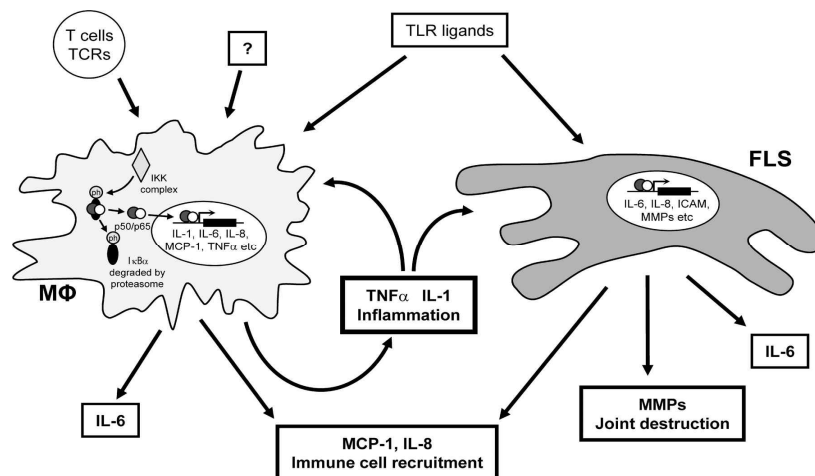 T cells
TCRs
?
TLR ligands
FLS
IKK
complex
ph
p50/p65
ph
IκBα
degraded by
proteasome
IL-1, IL-6, IL-8,
MCP-1, TNFα etc
MΦ
IL-6, IL-8, ICAM,
MMPs etc
TNFα IL-1
Inflammation
IL-6
IL-6
MMPs
Joint destruction
MCP-1, IL-8
Immune cell recruitment